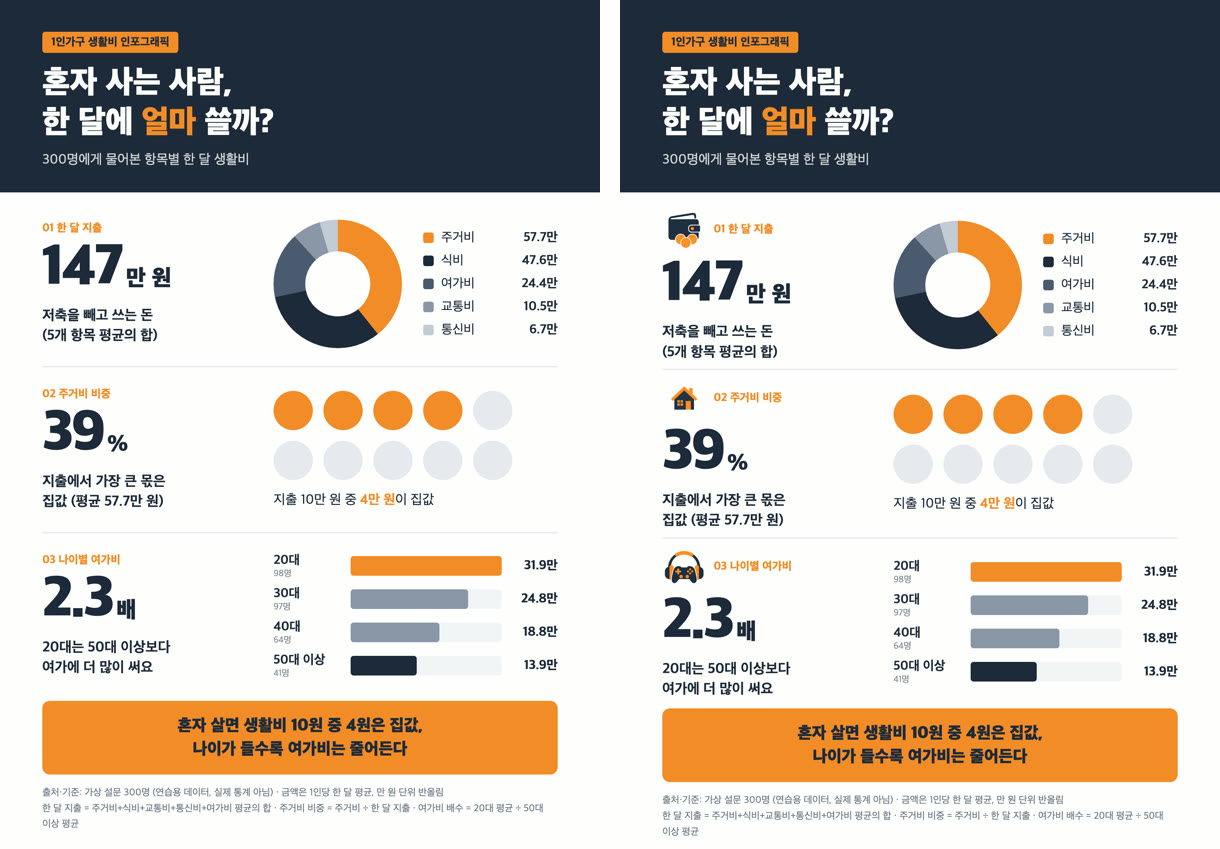 1인가구 생활비 인포그래픽
혼자 사는 사람,
한 달에 얼마 쓸까?
300명에게 물어본 항목별 한 달 생활비
01 한 달 지출
147만 원
저축을 빼고 쓰는 돈
(5개 항목 평균의 합)
주거비 57.7만
식비 47.6만
여가비 24.4만
교통비 10.5만
통신비 6.7만
02 주거비 비중
39%
지출에서 가장 큰 몫은
집값 (평균 57.7만 원)
지출 10만 원 중 4만 원이 집값
03 나이별 여가비
2.3배
20대는 50대 이상보다
여가에 더 많이 써요
20대 31.9만
98명
30대 24.8만
97명
40대 18.8만
64명
50대 이상 13.9만
41명
혼자 살면 생활비 10원 중 4원은 집값,
나이가 들수록 여가비는 줄어든다
출처·기준: 가상 설문 300명 (연습용 데이터, 실제 통계 아님) · 금액은 1인당 한 달 평균, 만 원 단위 반올림
한 달 지출 = 주거비+식비+교통비+통신비+여가비 평균의 합 · 주거비 비중 = 주거비 ÷ 한 달 지출 · 여가비 배수 = 20대 평균 ÷ 50대
이상 평균
1인가구 생활비 인포그래픽
혼자 사는 사람,
한 달에 얼마 쓸까?
300명에게 물어본 항목별 한 달 생활비
01 한 달 지출
147만 원
저축을 빼고 쓰는 돈
(5개 항목 평균의 합)
주거비 57.7만
식비 47.6만
여가비 24.4만
교통비 10.5만
통신비 6.7만
02 주거비 비중
39%
지출에서 가장 큰 몫은
집값 (평균 57.7만 원)
지출 10만 원 중 4만 원이 집값
03 나이별 여가비
2.3배
20대는 50대 이상보다
여가에 더 많이 써요
20대 31.9만
98명
30대 24.8만
97명
40대 18.8만
64명
50대 이상 13.9만
41명
혼자 살면 생활비 10원 중 4원은 집값,
나이가 들수록 여가비는 줄어든다
출처·기준: 가상 설문 300명 (연습용 데이터, 실제 통계 아님) · 금액은 1인당 한 달 평균, 만 원 단위 반올림
한 달 지출 = 주거비+식비+교통비+통신비+여가비 평균의 합 · 주거비 비중 = 주거비 ÷ 한 달 지출 · 여가비 배수 = 20대 평균 ÷ 50대
이상 평균